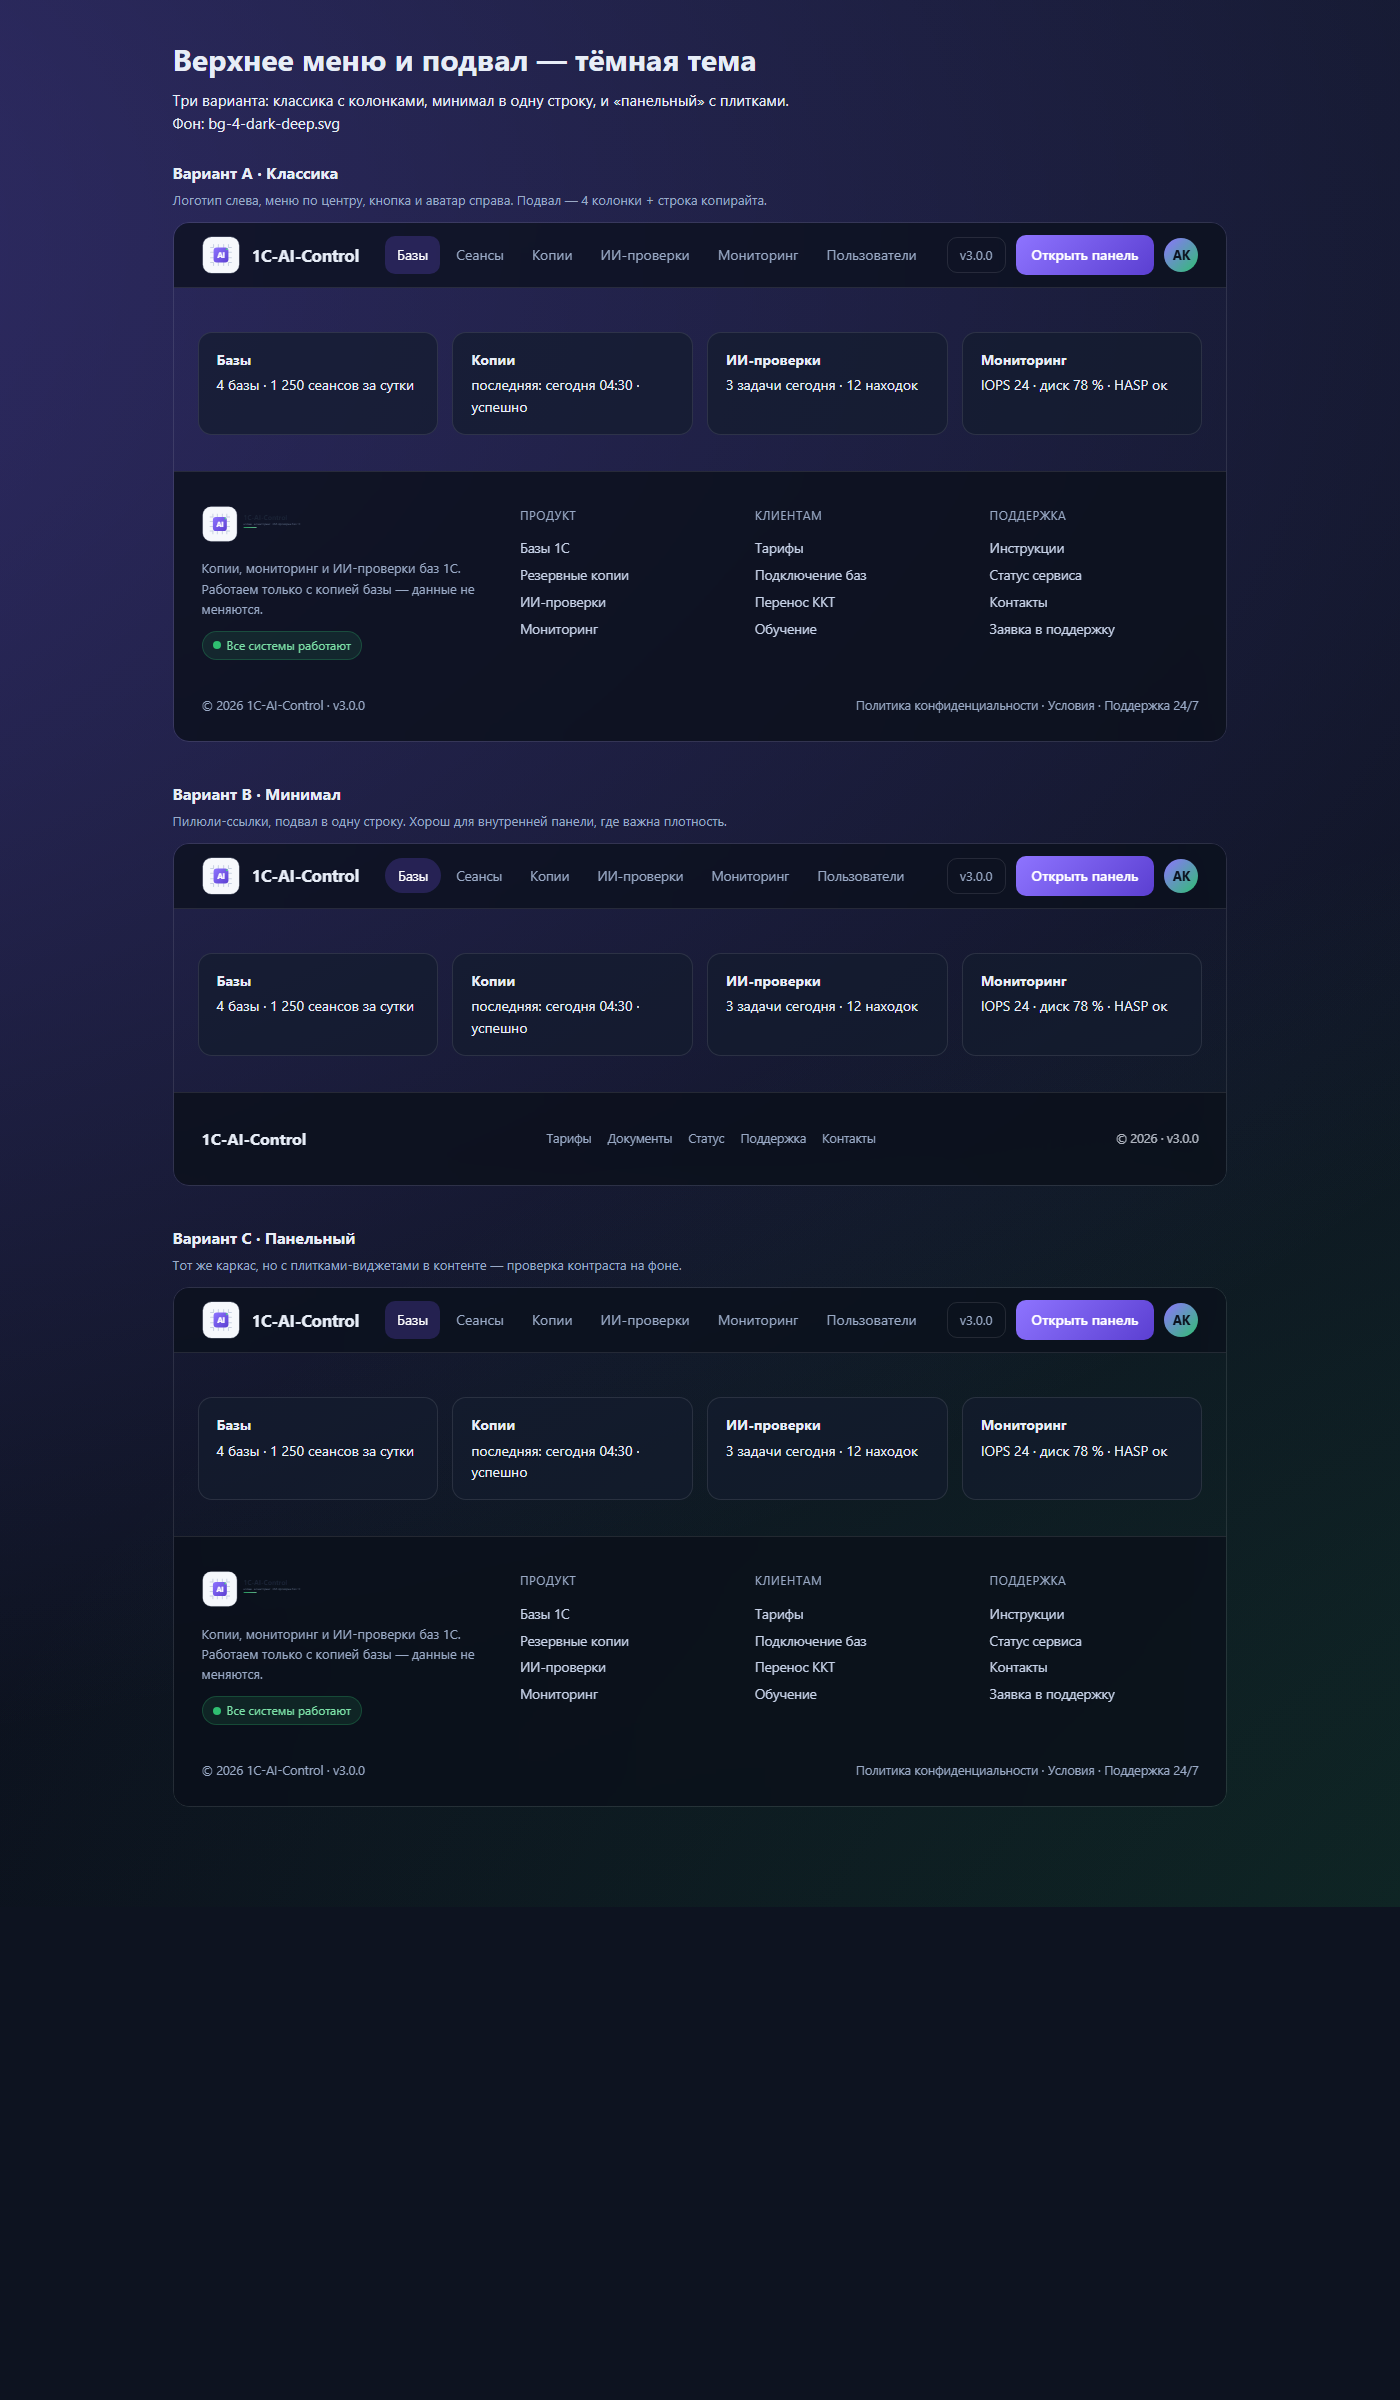 Верхнее меню и подвал — тёмная тема
Три варианта: классика с колонками, минимал в одну строку, и «панельный» с плитками.
Фон: bg-4-dark-deep.svg
Вариант A · Классика
Логотип слева, меню по центру, кнопка и аватар справа. Подвал — 4 колонки + строка копирайта.
AI 1C-AI-Control Базы Сеансы Копии ИИ-проверки Мониторинг Пользователи v3.0.0 Открыть панель АК
Базы
4 базы · 1 250 сеансов за сутки
Копии
последняя: сегодня 04:30 ·
успешно
ИИ-проверки
3 задачи сегодня · 12 находок
Мониторинг
IOPS 24 · диск 78 % · HASP ок
AI
Копии, мониторинг и ИИ-проверки баз 1С.
Работаем только с копией базы — данные не
меняются.
Все системы работают
ПРОДУКТ
Базы 1С
Резервные копии
ИИ-проверки
Мониторинг
КЛИЕНТАМ
Тарифы
Подключение баз
Перенос ККТ
Обучение
ПОДДЕРЖКА
Инструкции
Статус сервиса
Контакты
Заявка в поддержку
© 2026 1C-AI-Control · v3.0.0
Политика конфиденциальности · Условия · Поддержка 24/7
Вариант B · Минимал
Пилюли-ссылки, подвал в одну строку. Хорош для внутренней панели, где важна плотность.
AI 1C-AI-Control Базы Сеансы Копии ИИ-проверки Мониторинг Пользователи v3.0.0 Открыть панель АК
Базы
4 базы · 1 250 сеансов за сутки
Копии
последняя: сегодня 04:30 ·
успешно
ИИ-проверки
3 задачи сегодня · 12 находок
Мониторинг
IOPS 24 · диск 78 % · HASP ок
1C-AI-Control
Тарифы Документы Статус Поддержка Контакты
© 2026 · v3.0.0
Вариант C · Панельный
Тот же каркас, но с плитками-виджетами в контенте — проверка контраста на фоне.
AI 1C-AI-Control Базы Сеансы Копии ИИ-проверки Мониторинг Пользователи v3.0.0 Открыть панель АК
Базы
4 базы · 1 250 сеансов за сутки
Копии
последняя: сегодня 04:30 ·
успешно
ИИ-проверки
3 задачи сегодня · 12 находок
Мониторинг
IOPS 24 · диск 78 % · HASP ок
AI
Копии, мониторинг и ИИ-проверки баз 1С.
Работаем только с копией базы — данные не
меняются.
Все системы работают
ПРОДУКТ
Базы 1С
Резервные копии
ИИ-проверки
Мониторинг
КЛИЕНТАМ
Тарифы
Подключение баз
Перенос ККТ
Обучение
ПОДДЕРЖКА
Инструкции
Статус сервиса
Контакты
Заявка в поддержку
© 2026 1C-AI-Control · v3.0.0
Политика конфиденциальности · Условия · Поддержка 24/7